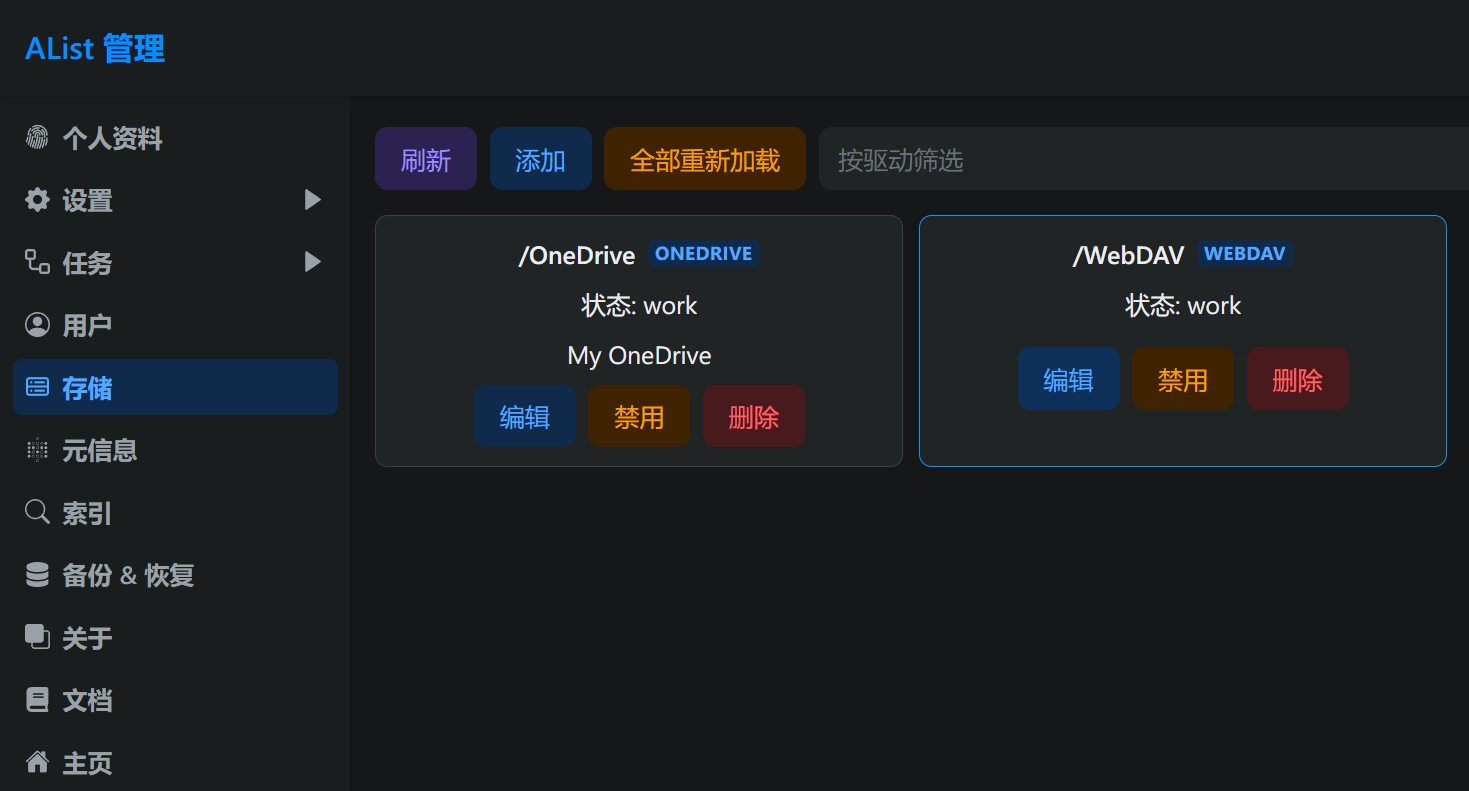 AList 管理
个人资料
设置
任务
用户
存储
元信息
索引
备份 & 恢复
关于
文档
主页
刷新 添加 全部重新加载 按驱动筛选
/OneDrive ONEDRIVE
状态: work
My OneDrive
编辑 禁用 删除
/WebDAV WEBDAV
状态: work
编辑 禁用 删除